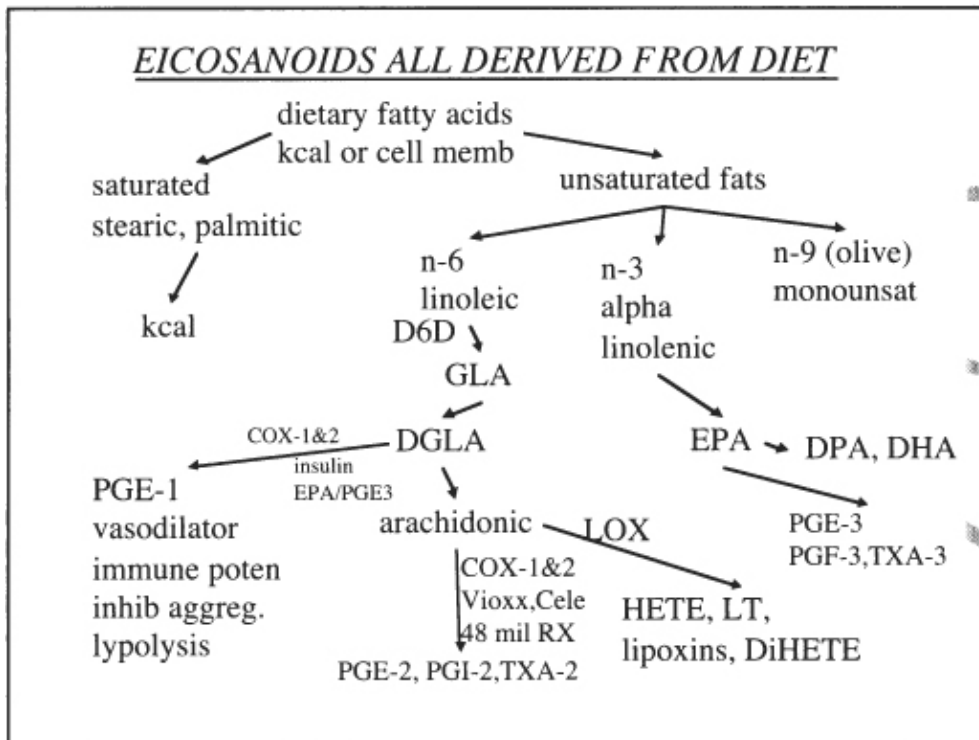 EICOSANOIDS ALL DERIVED FROM DIET
dietary fatty acids
kcal or cell memb
saturated
stearic, palmitic
kcal
unsaturated fats
n-6
linoleic
D6D
GLA
n-3
alpha
linolenic
n-9 (olive)
monounsat
COX-1&2
DGLA
insulin
EPA/PGE3
EPA
DPA, DHA
PGE-1
vasodilator
immune poten
inhib aggreg.
lypolysis
arachidonic
LOX
PGE-3
PGF-3,TXA-3
COX-1&2
Vioxx,Cele
48 mil RX
HETE, LT,
lipoxins, DiHETE
PGE-2, PGI-2,TXA-2